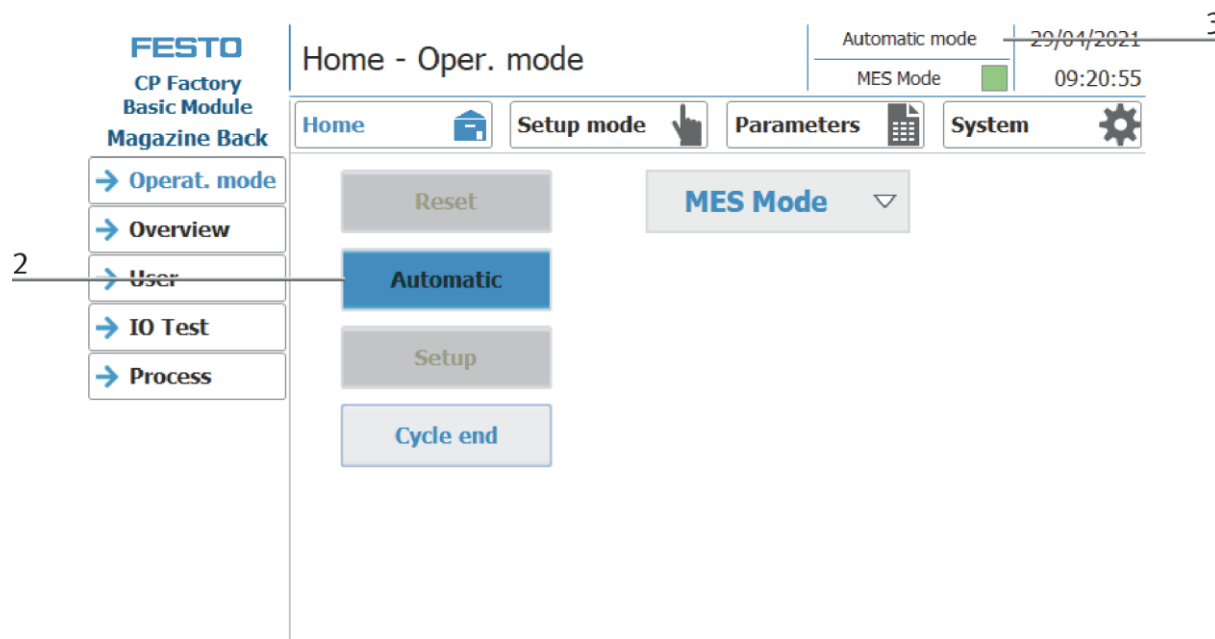 3
FESTO
CP Factory
Basic Module
Magazine Back
Home - Oper. mode
Automatic mode
29/04/2021
MES Mode
09:20:55
Home
Setup mode
Parameters
System
Operat. mode
Overview
User
IO Test
Process
2
Reset
MES Mode
Automatic
Setup
Cycle end